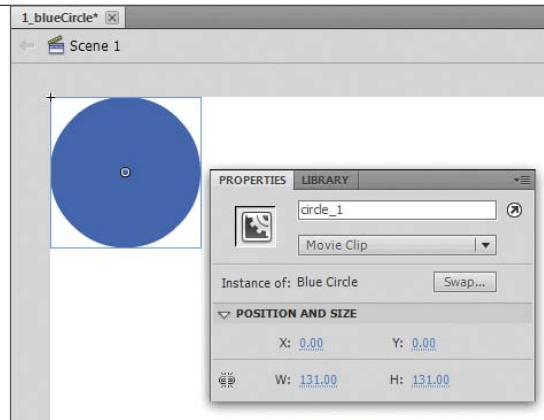 1_blueCircle*
Scene 1
PROPERTIES LIBRARY
circle_1
Movie Clip
Instance of: Blue Circle Swap...
POSITION AND SIZE
X: 0.00 Y: 0.00
W: 131.00 H: 131.00